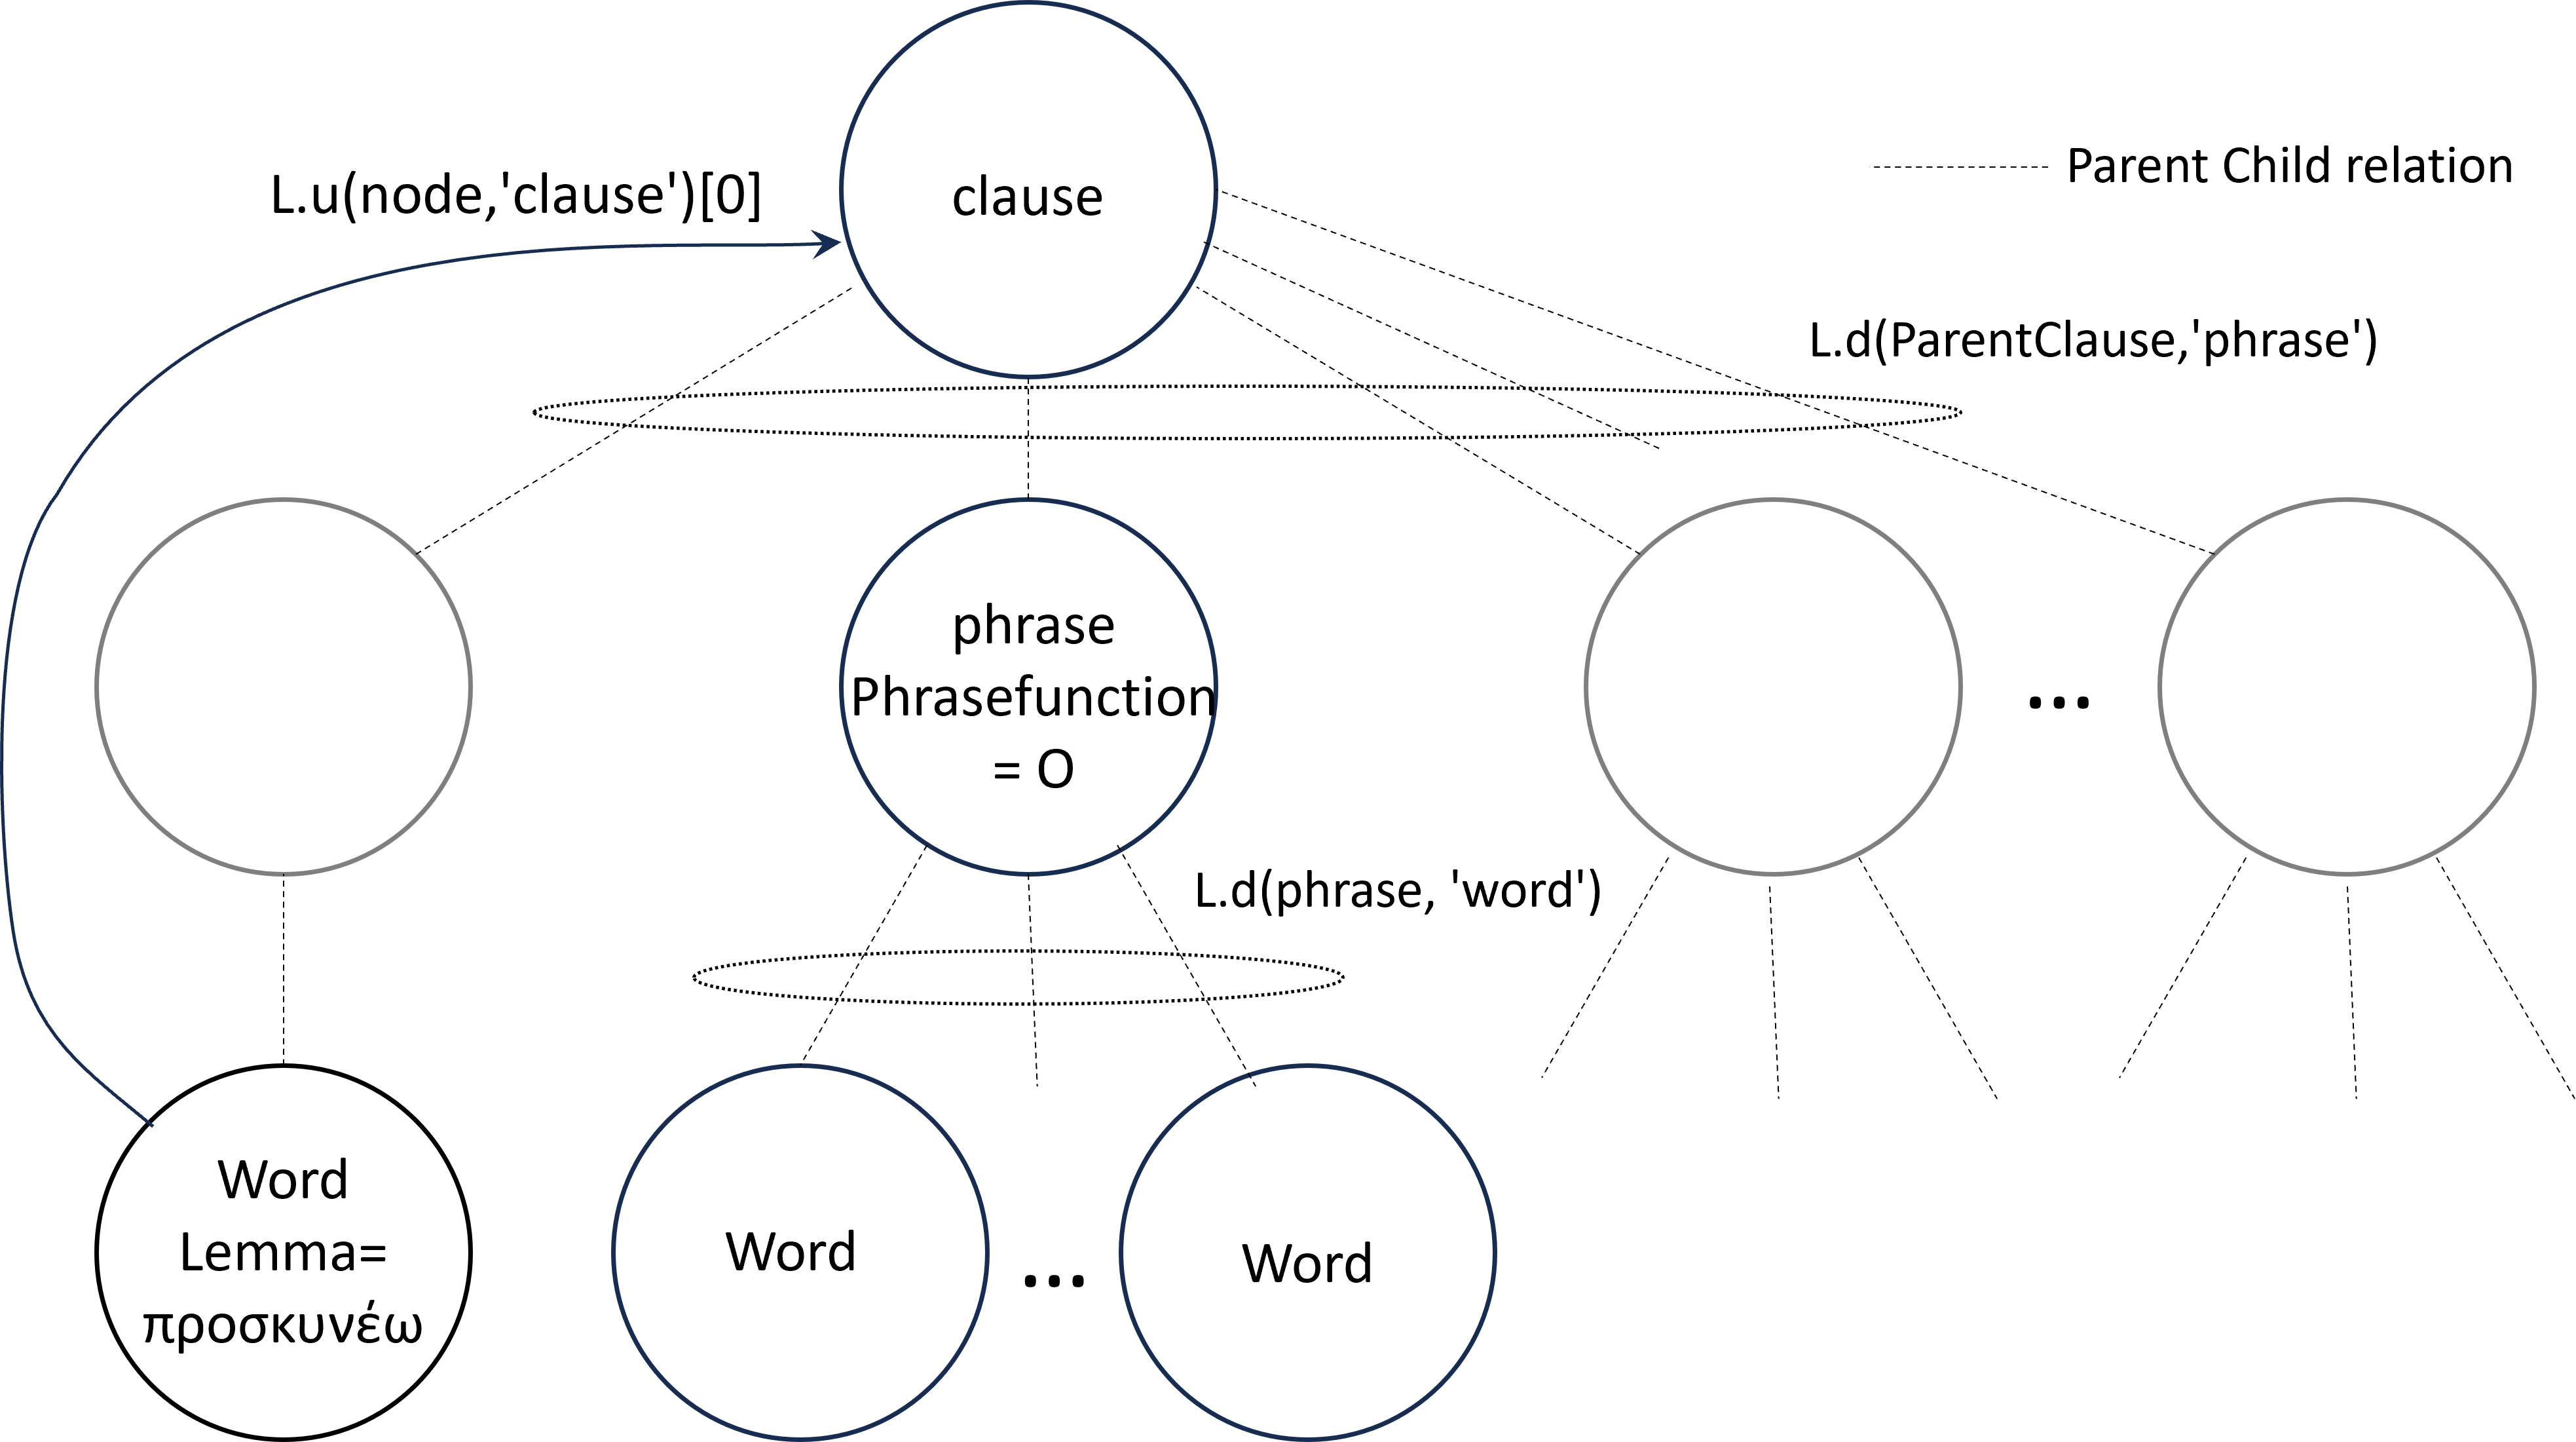 Parent Child relation
L.u(node,'clause')[0]
clause
L.d(ParentClause,'phrase')
phrase
Phrasefunction
= O
...
L.d(phrase, 'word')
Word
Lemma=
προσκυνέω
Word
...
Word